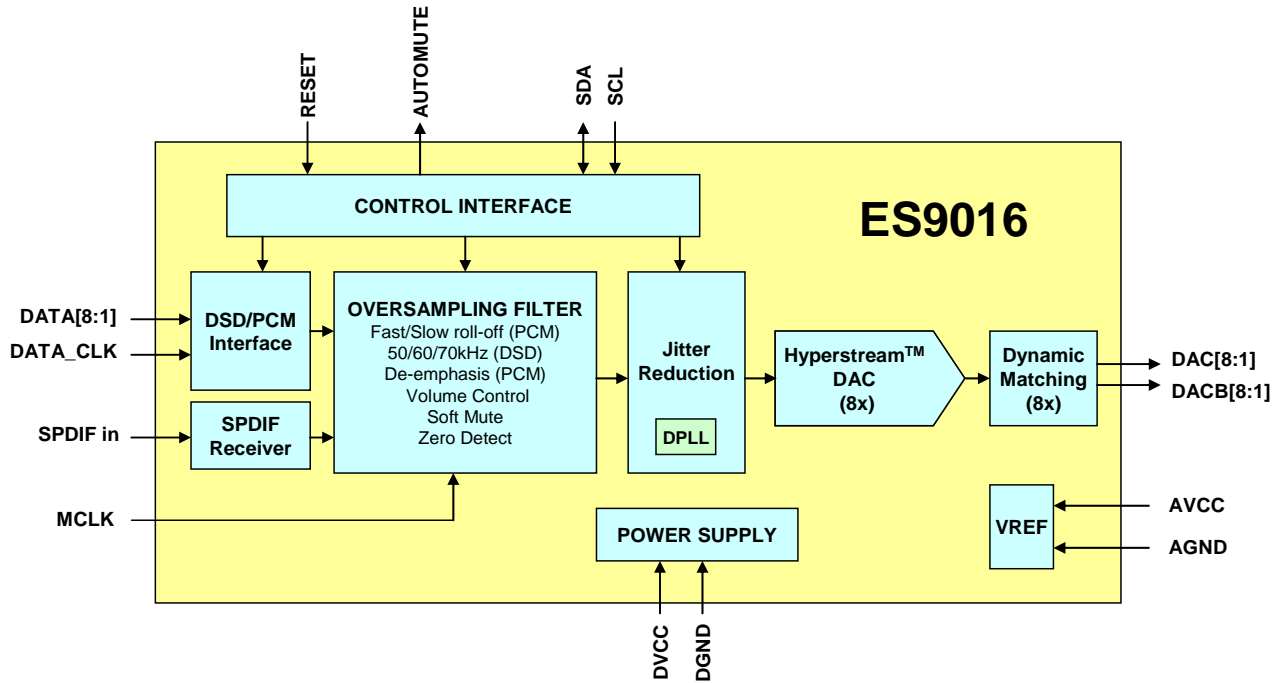 RESET
AUTOMUTE
SDA
SCL
CONTROL INTERFACE
ES9016
DATA[8:1]
DATA_CLK
DSD/PCM
Interface
OVERSAMPLING FILTER
Fast/Slow roll-off (PCM)
50/60/70kHz (DSD)
De-emphasis (PCM)
Volume Control
Soft Mute
Zero Detect
Jitter
Reduction
DPLL
Hyperstream™
DAC
(8x)
Dynamic
Matching
(8x)
DAC[8:1]
DACB[8:1]
SPDIF in
SPDIF
Receiver
MCLK
POWER SUPPLY
VREF
AVCC
AGND
DVCC
DGND